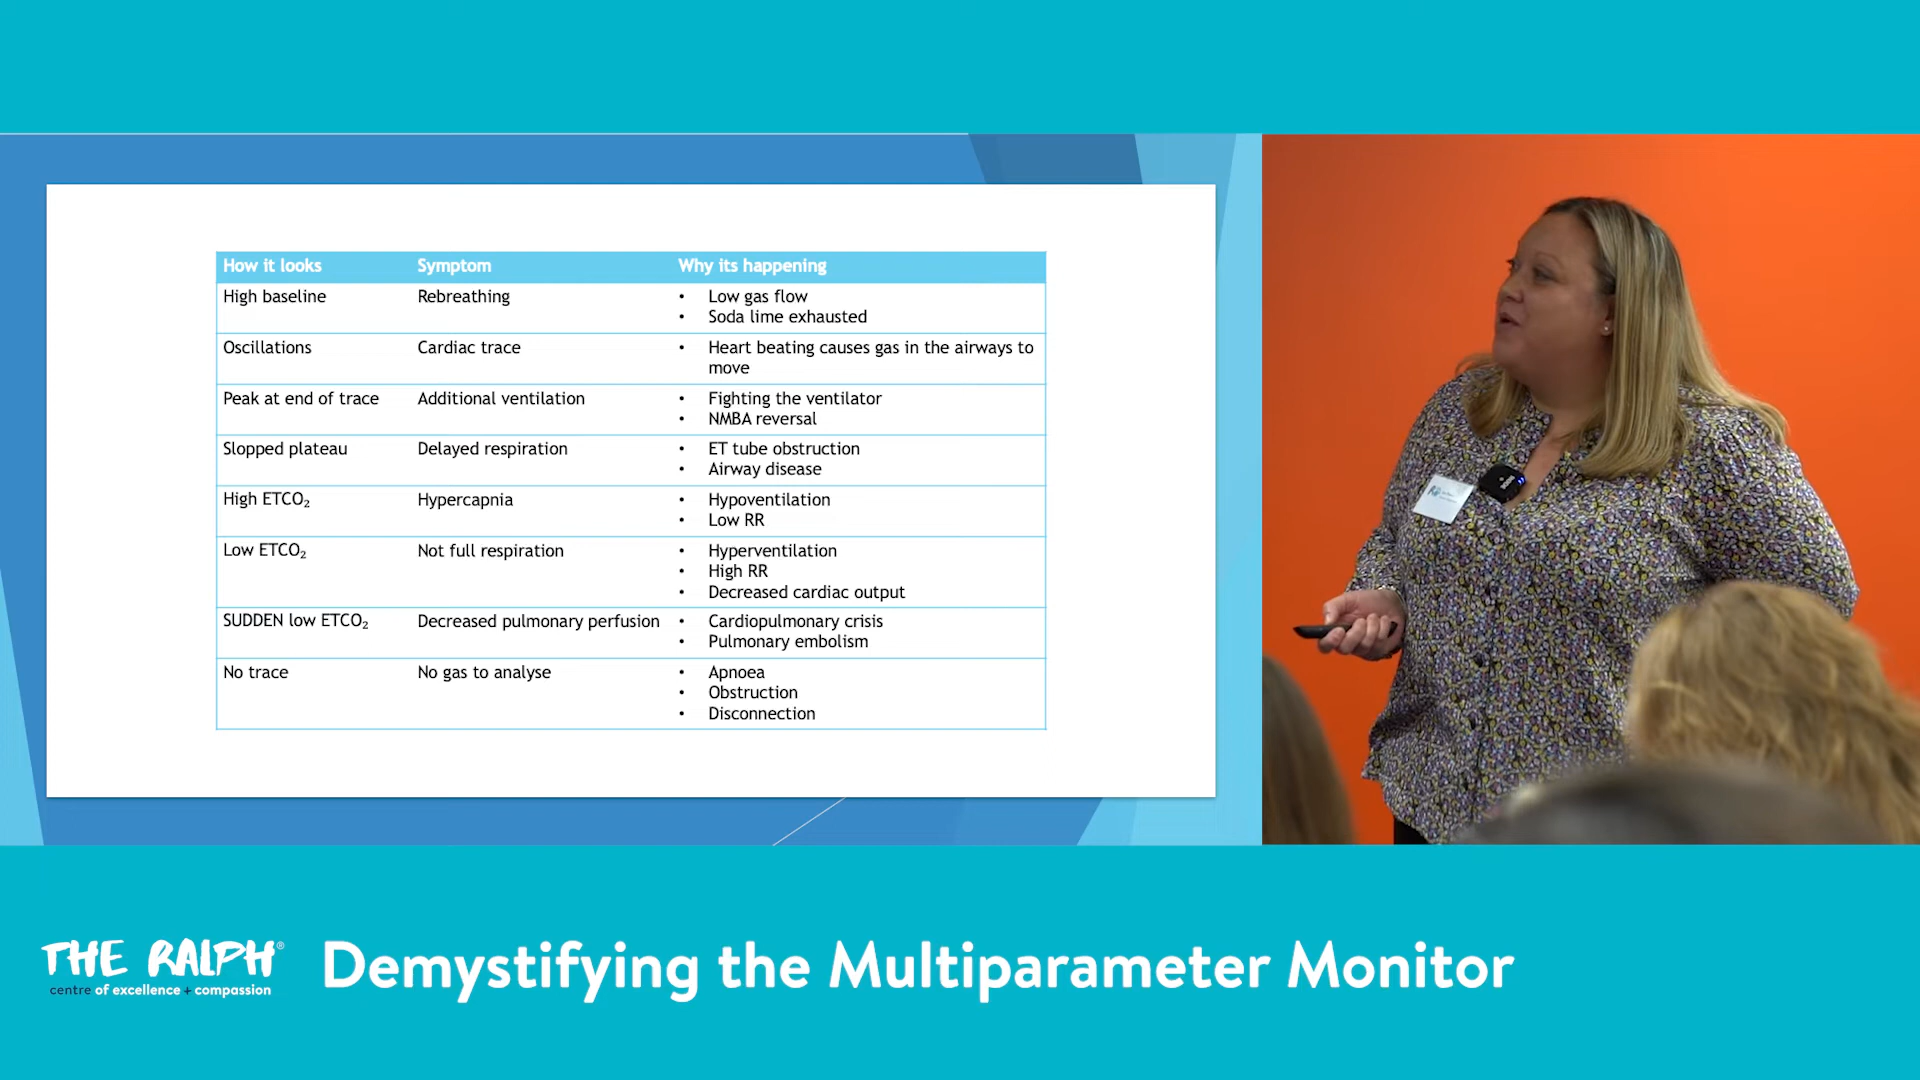 How it looks Symptom Why its happening
High baseline Rebreathing • Low gas flow
• Soda lime exhausted
Oscillations Cardiac trace • Heart beating causes gas in the airways to
move
Peak at end of trace Additional ventilation • Fighting the ventilator
• NMBA reversal
Slopped plateau Delayed respiration • ET tube obstruction
• Airway disease
High ETCO₂ Hypercapnia • Hypoventilation
• Low RR
Low ETCO₂ Not full respiration • Hyperventilation
• High RR
• Decreased cardiac output
SUDDEN low ETCO₂ Decreased pulmonary perfusion • Cardiopulmonary crisis
• Pulmonary embolism
No trace No gas to analyse • Apnoea
• Obstruction
• Disconnection
THE RALPH®
centre of excellence + compassion
Demystifying the Multiparameter Monitor